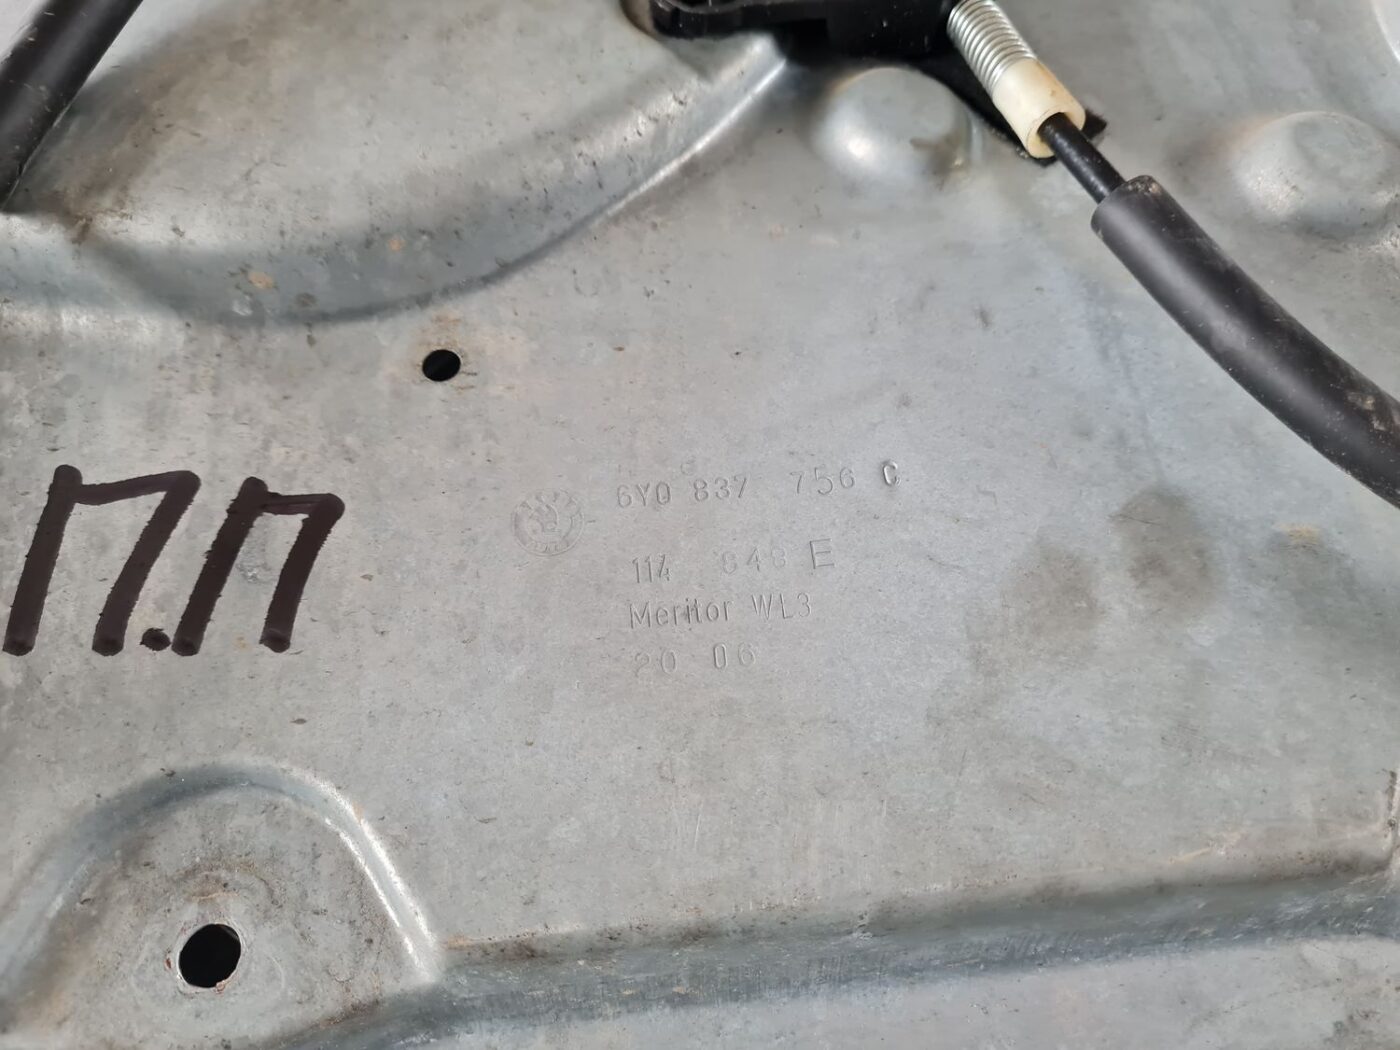 П.П
6Y0 837 756 C
114 848 E
Meritor WL3
20 06